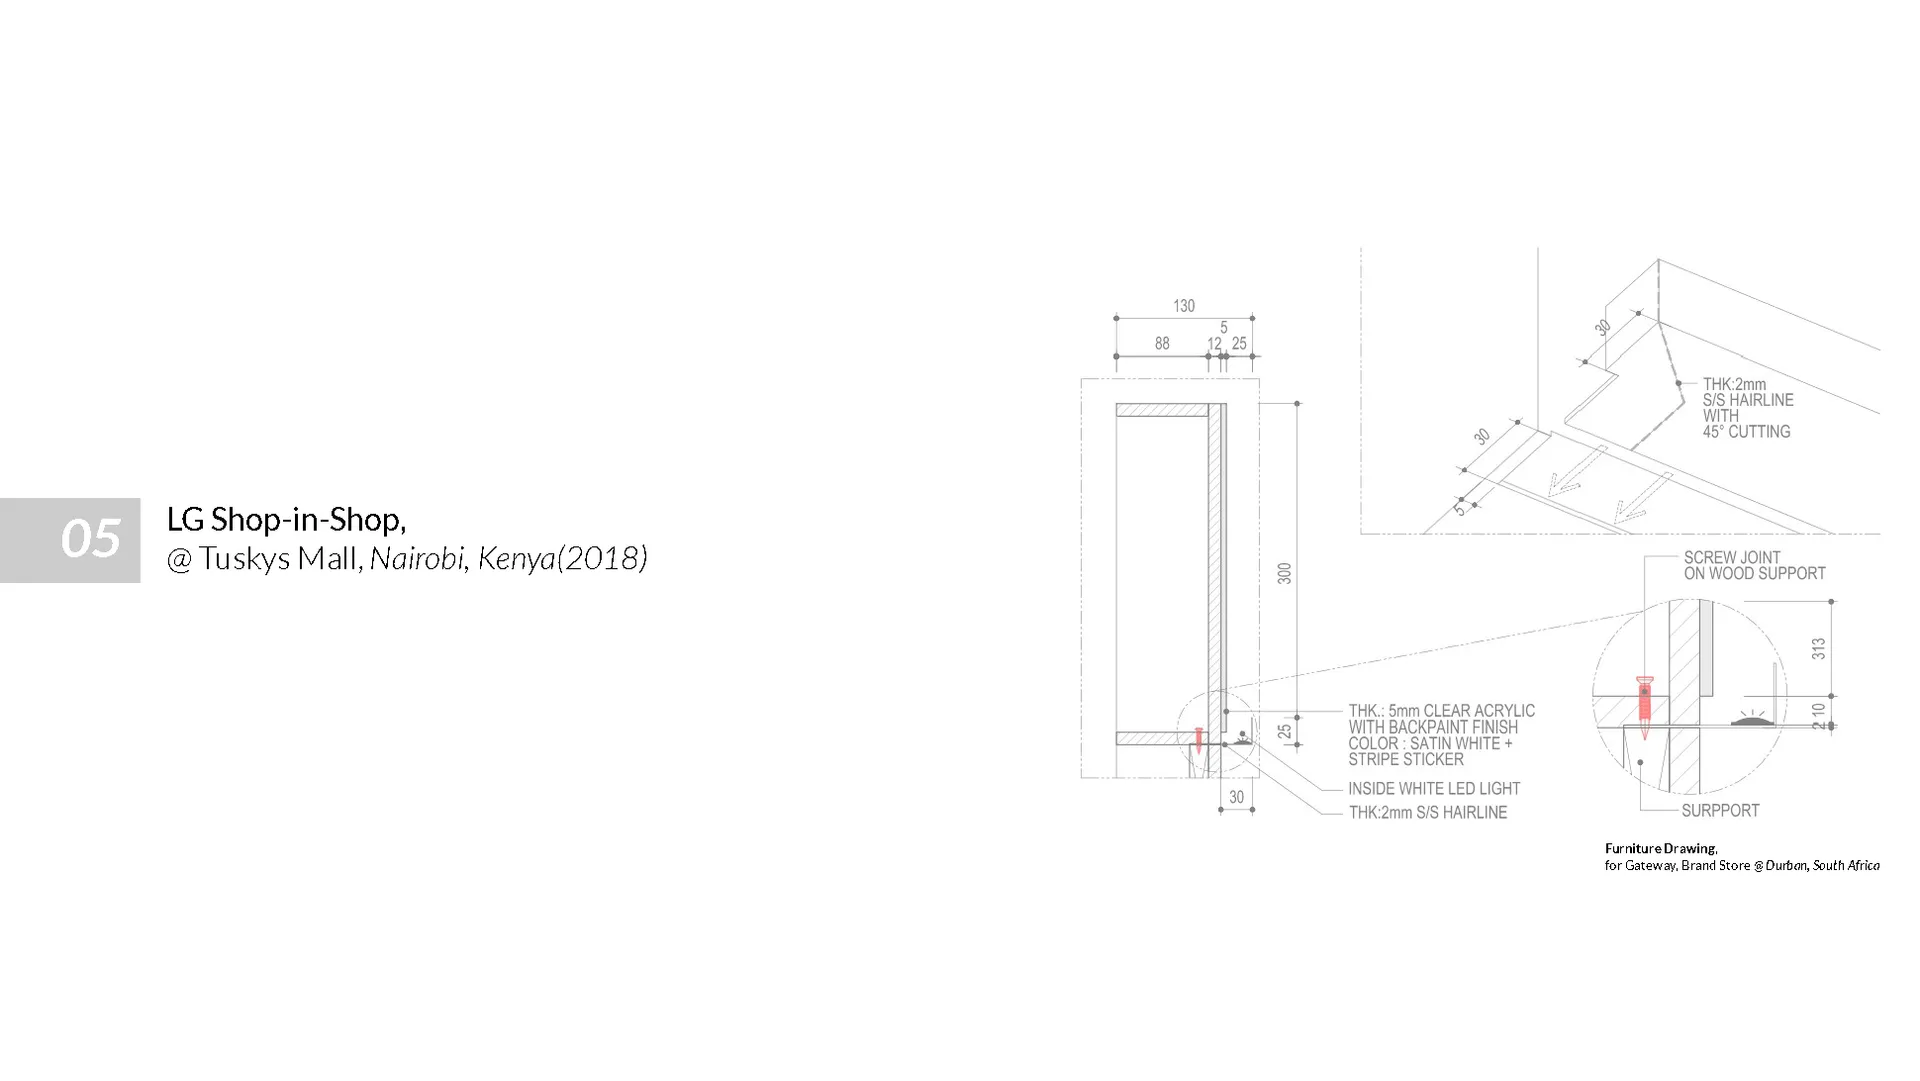 05
LG Shop-in-Shop,
@ Tuskys Mall, Nairobi, Kenya(2018)
130
5
88
12
25
300
25
30
THK.: 5mm CLEAR ACRYLIC
WITH BACKPAINT FINISH
COLOR : SATIN WHITE +
STRIPE STICKER
INSIDE WHITE LED LIGHT
THK:2mm S/S HAIRLINE
30
30
5
THK:2mm
S/S HAIRLINE
WITH
45° CUTTING
SCREW JOINT
ON WOOD SUPPORT
313
10
2
SURPPORT
Furniture Drawing,
for Gateway, Brand Store @ Durban, South Africa